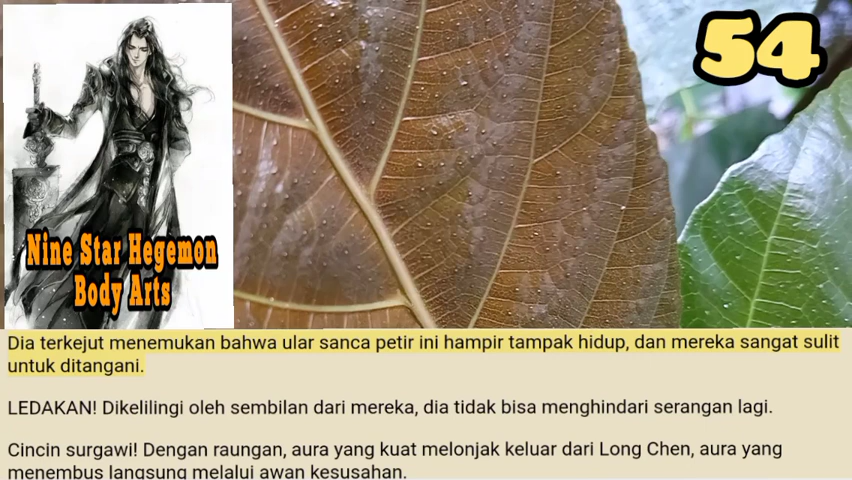 54
Nine Star Hegemon
Body Arts
Dia terkejut menemukan bahwa ular sanca petir ini hampir tampak hidup, dan mereka sangat sulit
untuk ditangani.
LEDAKAN! Dikelilingi oleh sembilan dari mereka, dia tidak bisa menghindari serangan lagi.
Cincin surgawi! Dengan raungan, aura yang kuat melonjak keluar dari Long Chen, aura yang
menembus langsung melalui awan kesusahan.